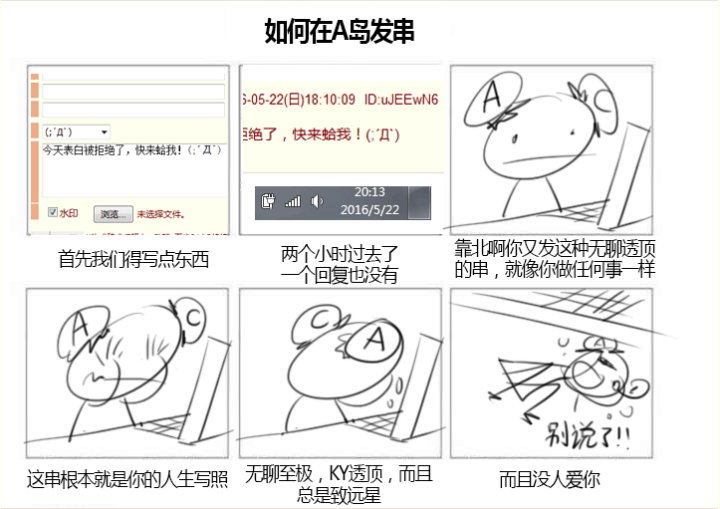 如何在A岛发串
(;´Д`)
今天表白被拒绝了，快来蛤我！(;´Д`)
水印 浏览... 未选择文件。
首先我们得写点东西
6-05-22(日)18:10:09 ID:uJEEwN6
拒绝了，快来蛤我！(;´Д`)
20:13
2016/5/22
两个小时过去了
一个回复也没有
A C
靠北啊你又发这种无聊透顶
的串，就像你做任何事一样
A C
这串根本就是你的人生写照
C A
无聊至极，KY透顶，而且
总是致远星
A
别说了!!
而且没人爱你